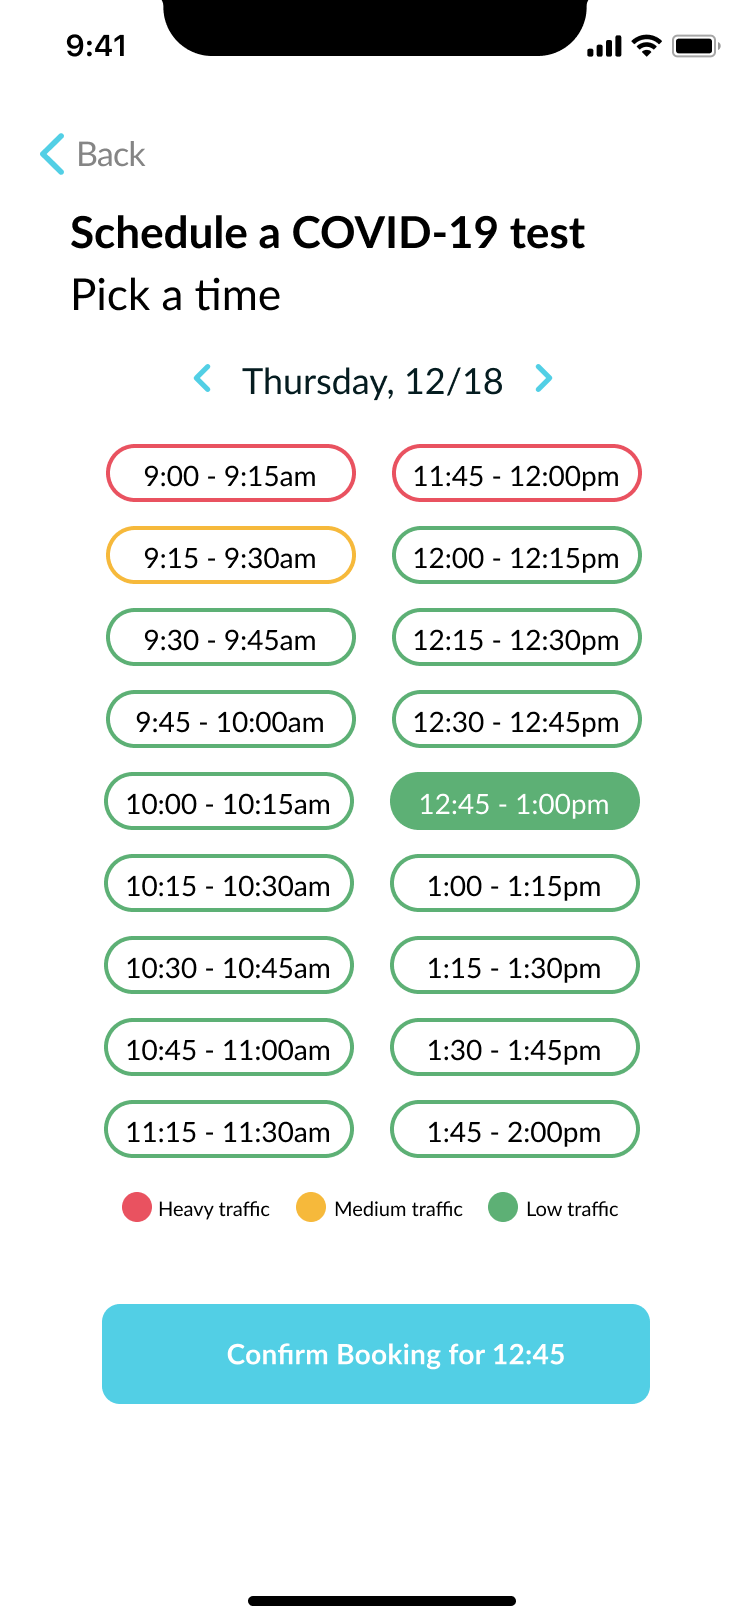 9:41
Back
Schedule a COVID-19 test
Pick a time
Thursday, 12/18
9:00 - 9:15am
11:45 - 12:00pm
9:15 - 9:30am
12:00 - 12:15pm
9:30 - 9:45am
12:15 - 12:30pm
9:45 - 10:00am
12:30 - 12:45pm
10:00 - 10:15am
12:45 - 1:00pm
10:15 - 10:30am
1:00 - 1:15pm
10:30 - 10:45am
1:15 - 1:30pm
10:45 - 11:00am
1:30 - 1:45pm
11:15 - 11:30am
1:45 - 2:00pm
Heavy traffic Medium traffic Low traffic
Confirm Booking for 12:45